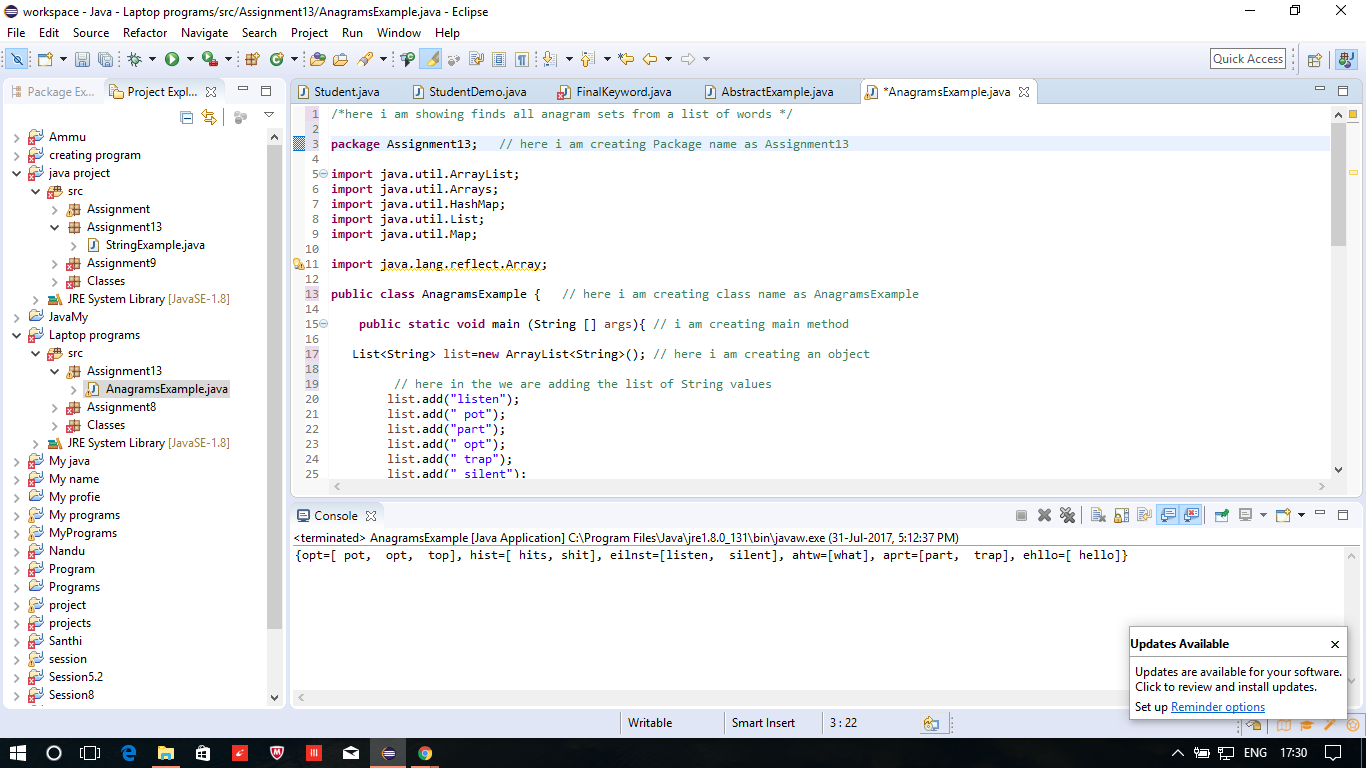 workspace - Java - Laptop programs/src/Assignment13/AnagramsExample.java - Eclipse
File Edit Source Refactor Navigate Search Project Run Window Help
Quick Access
Package Ex... Project Expl...
Student.java StudentDemo.java FinalKeyword.java AbstractExample.java *AnagramsExample.java
Ammu
creating program
java project
src
Assignment
Assignment13
StringExample.java
Assignment9
Classes
JRE System Library [JavaSE-1.8]
JavaMy
Laptop programs
src
Assignment13
AnagramsExample.java
Assignment8
Classes
JRE System Library [JavaSE-1.8]
My java
My name
My profie
My programs
MyPrograms
Nandu
Program
Programs
project
projects
Santhi
session
Session5.2
Session8
1 /*here i am showing finds all anagram sets from a list of words */
2
3 package Assignment13;   // here i am creating Package name as Assignment13
4
5 import java.util.ArrayList;
6 import java.util.Arrays;
7 import java.util.HashMap;
8 import java.util.List;
9 import java.util.Map;
10
11 import java.lang.reflect.Array;
12
13 public class AnagramsExample {   // here i am creating class name as AnagramsExample
14
15     public static void main (String [] args){ // i am creating main method
16
17    List<String> list=new ArrayList<String>(); // here i am creating an object
18
19          // here in the we are adding the list of String values
20         list.add("listen");
21         list.add(" pot");
22         list.add("part");
23         list.add(" opt");
24         list.add(" trap");
25         list.add(" silent");
Console
<terminated> AnagramsExample [Java Application] C:\Program Files\Java\jre1.8.0_131\bin\javaw.exe (31-Jul-2017, 5:12:37 PM)
{opt=[ pot,  opt,  top], hist=[ hits, shit], eilnst=[listen,  silent], ahtw=[what], aprt=[part,  trap], ehllo=[ hello]}
Updates Available
Updates are available for your software.
Click to review and install updates.
Set up Reminder options
Writable Smart Insert 3 : 22
ENG 17:30